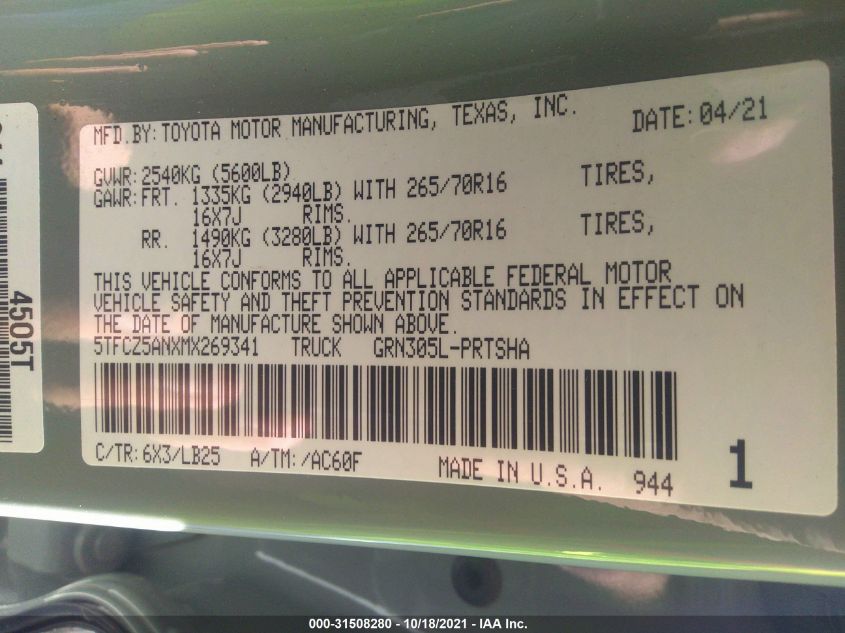 MFD.BY: TOYOTA MOTOR MANUFACTURING, TEXAS, INC. DATE: 04/21
GVWR: 2540KG (5600LB)
GAWR: FRT. 1335KG (2940LB) WITH 265/70R16 TIRES,
16X7J RIMS.
RR. 1490KG (3280LB) WITH 265/70R16 TIRES,
16X7J RIMS.
THIS VEHICLE CONFORMS TO ALL APPLICABLE FEDERAL MOTOR
VEHICLE SAFETY AND THEFT PREVENTION STANDARDS IN EFFECT ON
THE DATE OF MANUFACTURE SHOWN ABOVE.
5TFCZ5ANXMX269341 TRUCK GRN305L-PRTSHA
C/TR: 6X3/LB25 A/TM: /AC60F MADE IN U.S.A. 944 1
4505T
000-31508280 - 10/18/2021 - IAA Inc.